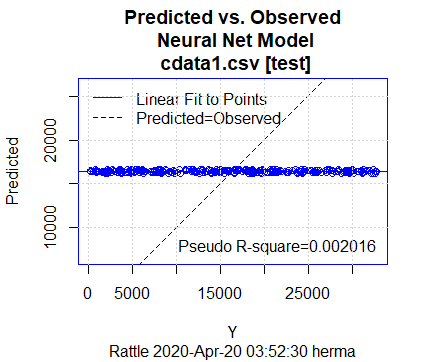 Predicted vs. Observed
Neural Net Model
cdata1.csv [test]
Linear Fit to Points
Predicted=Observed
Predicted
20000
10000
Pseudo R-square=0.002016
0 5000 15000 25000
Y
Rattle 2020-Apr-20 03:52:30 herma